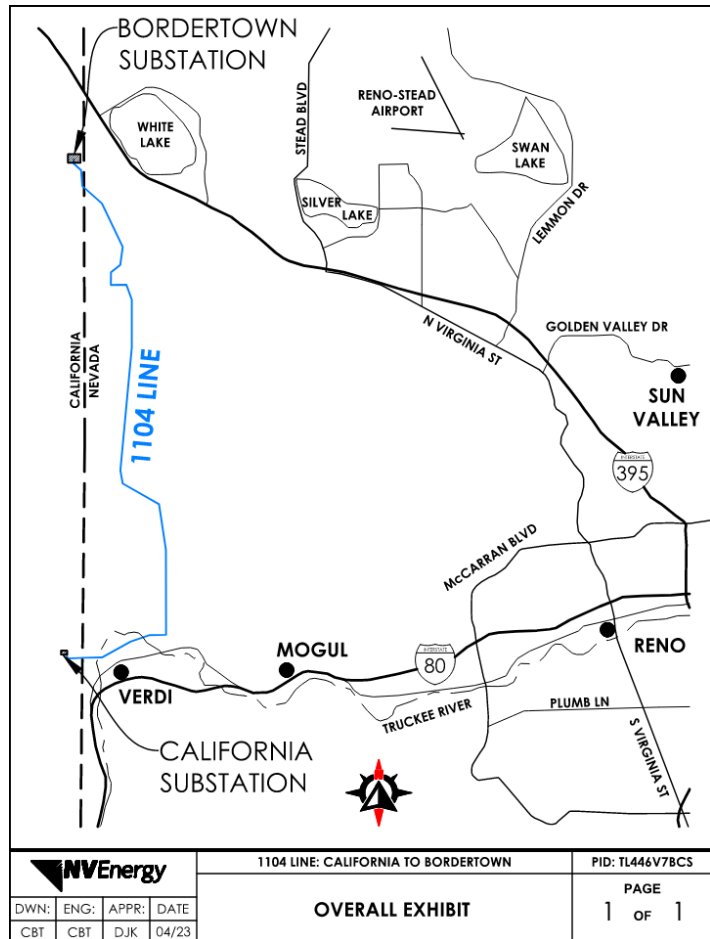 BORDERTOWN
SUBSTATION
WHITE
LAKE
STEAD BLVD
RENO-STEAD
AIRPORT
SWAN
LAKE
SILVER
LAKE
LEMMON DR
N VIRGINIA ST
GOLDEN VALLEY DR
SUN
VALLEY
CALIFORNIA
NEVADA
1104 LINE
INTERSTATE
395
McCARRAN BLVD
MOGUL
INTERSTATE
80
RENO
VERDI
TRUCKEE RIVER
PLUMB LN
S VIRGINIA ST
CALIFORNIA
SUBSTATION
NVEnergy
1104 LINE: CALIFORNIA TO BORDERTOWN
PID: TL446V7BCS
DWN: ENG: APPR: DATE
CBT CBT DJK 04/23
OVERALL EXHIBIT
PAGE
1 OF 1